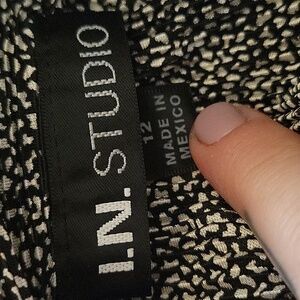 I.N. STUDIO
12
MADE IN
MEXICO